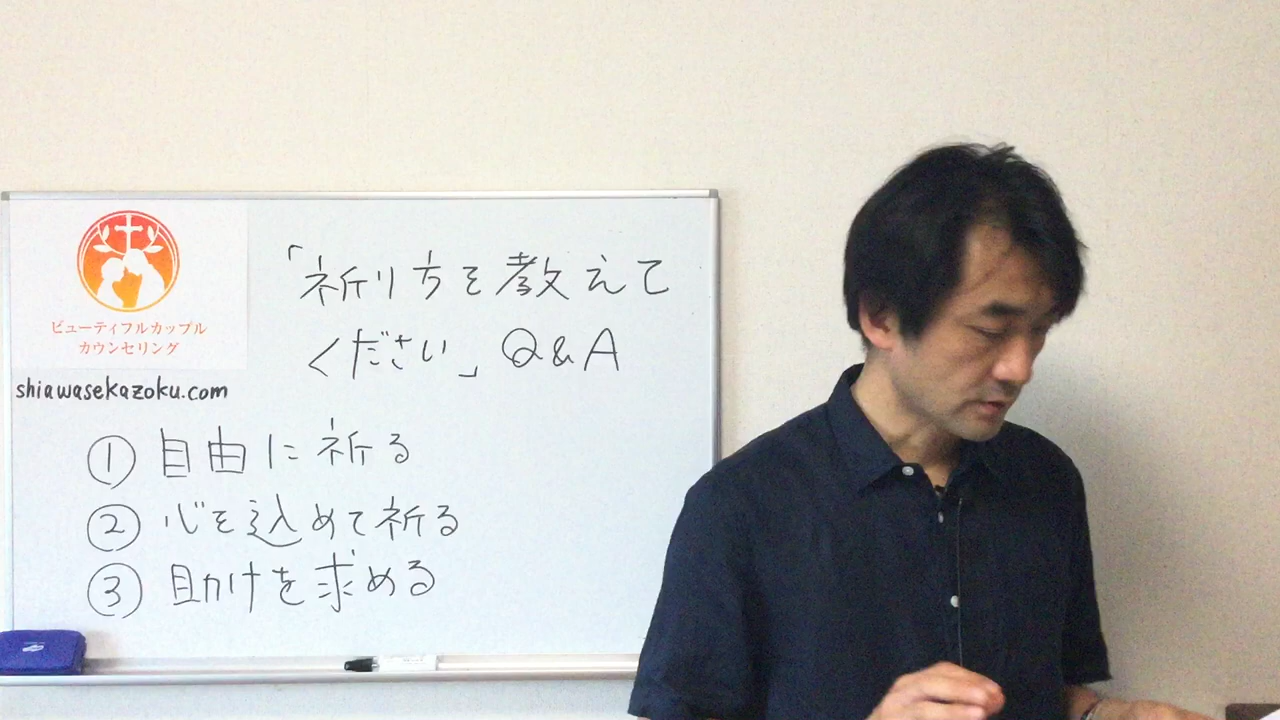 ビューティフルカップル
カウンセリング
shiawasekazoku.com
「祈り方を教えて
ください」Q&A
① 自由に祈る
② 心を込めて祈る
③ 助けを求める